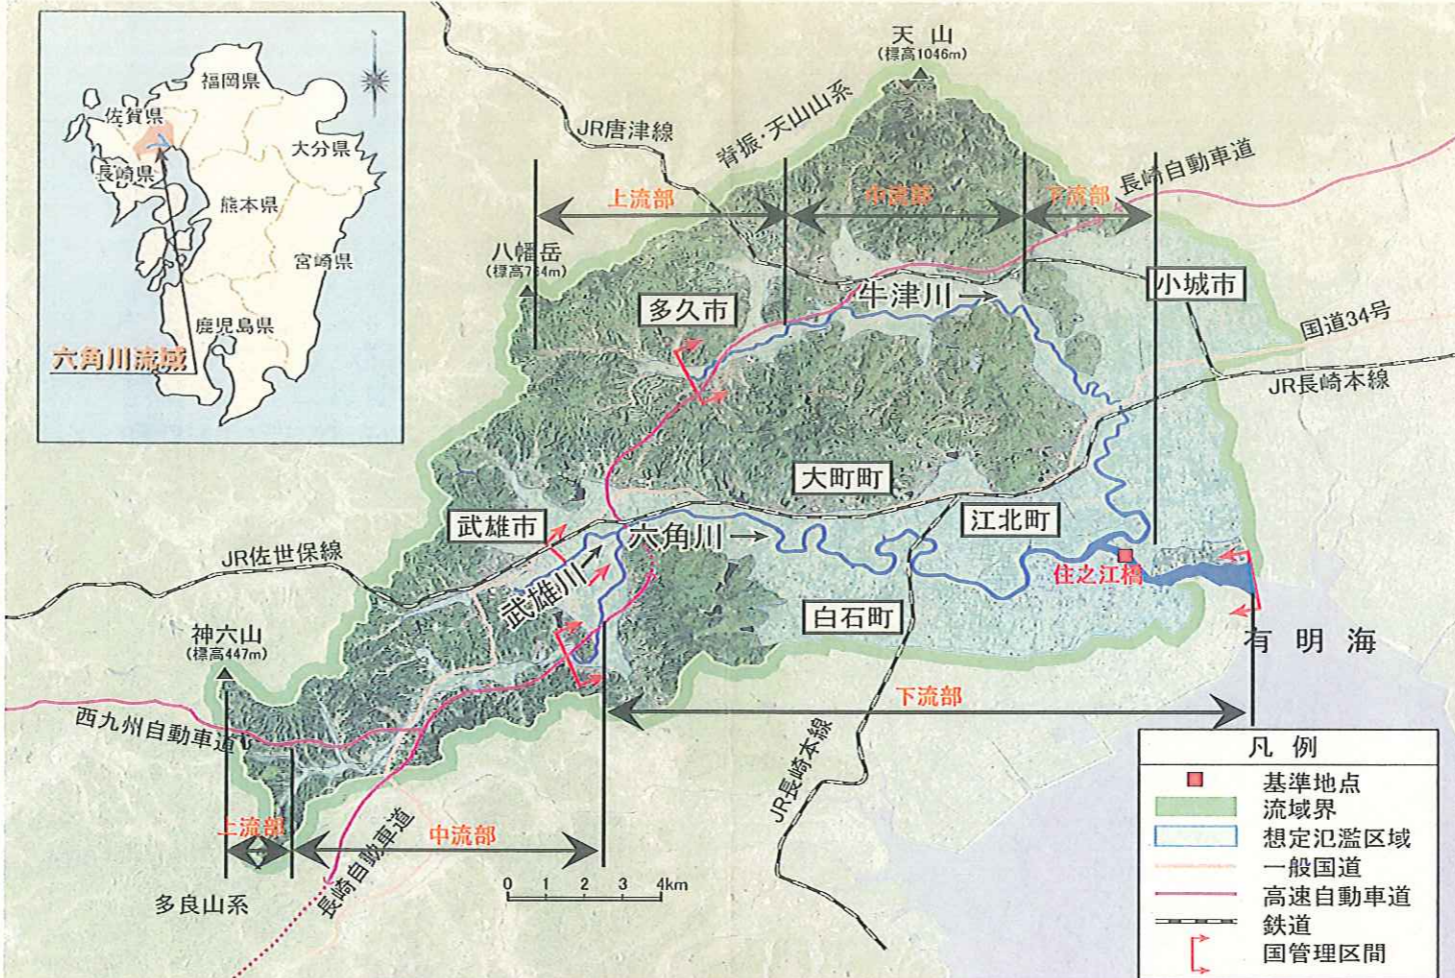 福岡県
佐賀県
大分県
長崎県
熊本県
宮崎県
鹿児島県
六角川流域
天山
(標高1046m)
脊振・天山山系
JR唐津線
長崎自動車道
上流部
中流部
下流部
八幡岳
(標高764m)
多久市
牛津川→
小城市
国道34号
JR長崎本線
大町町
武雄市
六角川→
江北町
JR佐世保線
武雄川→
住之江橋
白石町
神六山
(標高447m)
有明海
西九州自動車道
下流部
JR長崎本線
上流部
中流部
長崎自動車道
多良山系
0 1 2 3 4km
凡例
基準地点
流域界
想定氾濫区域
一般国道
高速自動車道
鉄道
国管理区間